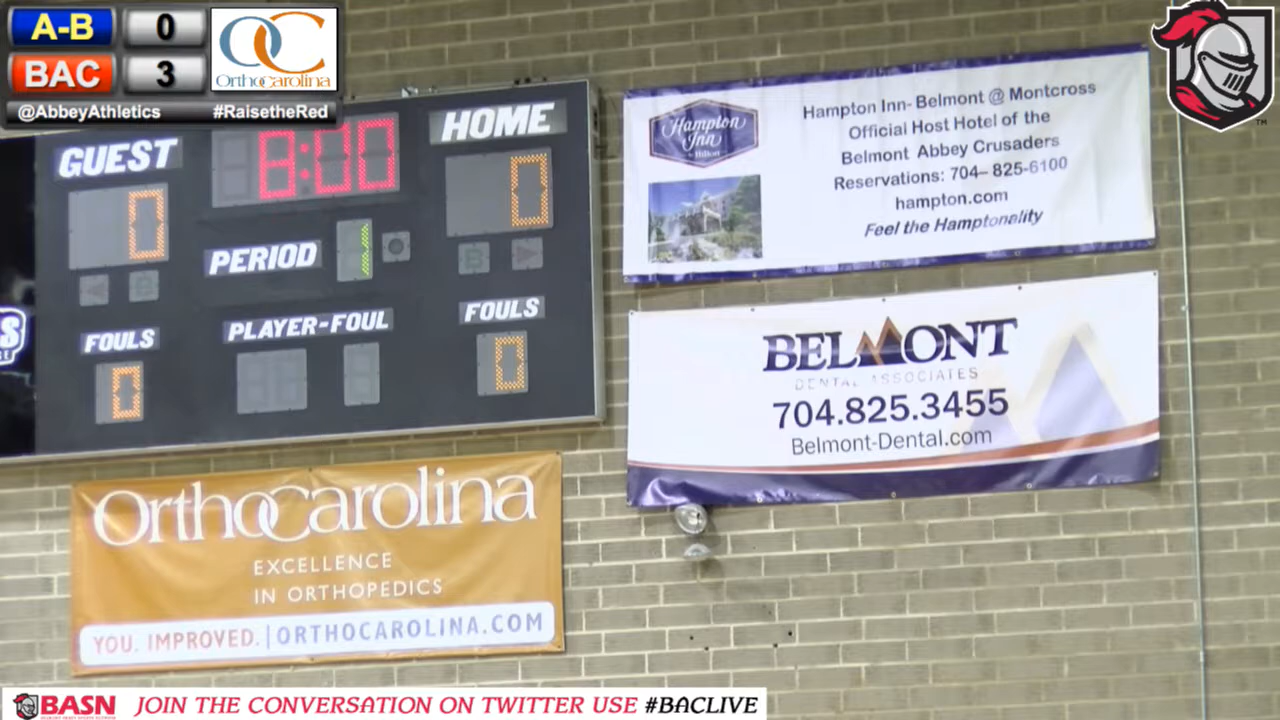 A-B 0
BAC 3
OrthoCarolina
@AbbeyAthletics #RaisetheRed
GUEST 8:00 HOME
0 0
PERIOD 1
B B
FOULS PLAYER-FOUL FOULS
0 0
Hampton Inn
by Hilton
Hampton Inn- Belmont @ Montcross
Official Host Hotel of the
Belmont Abbey Crusaders
Reservations: 704– 825-6100
hampton.com
Feel the Hamptonality
BELMONT
DENTAL ASSOCIATES
704.825.3455
Belmont-Dental.com
OrthoCarolina
EXCELLENCE
IN ORTHOPEDICS
YOU. IMPROVED. | ORTHOCAROLINA.COM
TM
BASN JOIN THE CONVERSATION ON TWITTER USE #BACLIVE